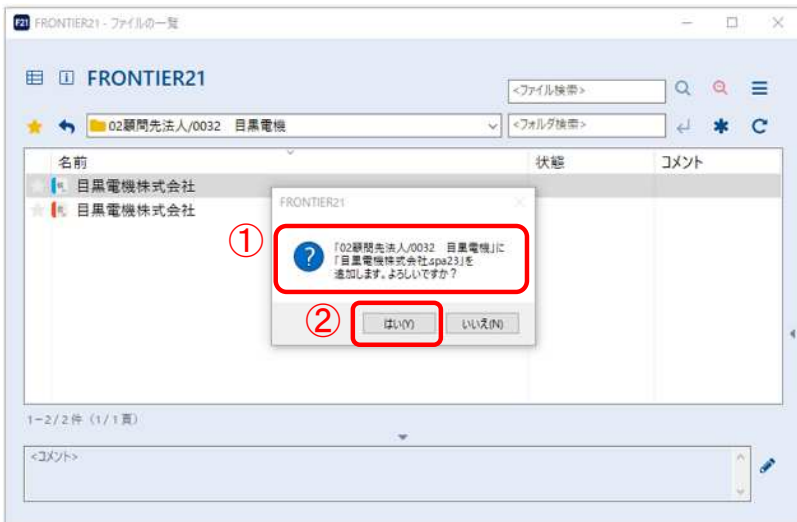 F21 FRONTIER21 - ファイルの一覧
FRONTIER21
<ファイル検索>
02顧問先法人/0032 目黒電機
<フォルダ検索>
名前 状態 コメント
目黒電機株式会社
目黒電機株式会社
FRONTIER21
①
「02顧問先法人/0032 目黒電機」に
「目黒電機株式会社.spa23」を
追加します。よろしいですか？
②
はい(Y) いいえ(N)
1-2/2件 (1/1頁)
<コメント>